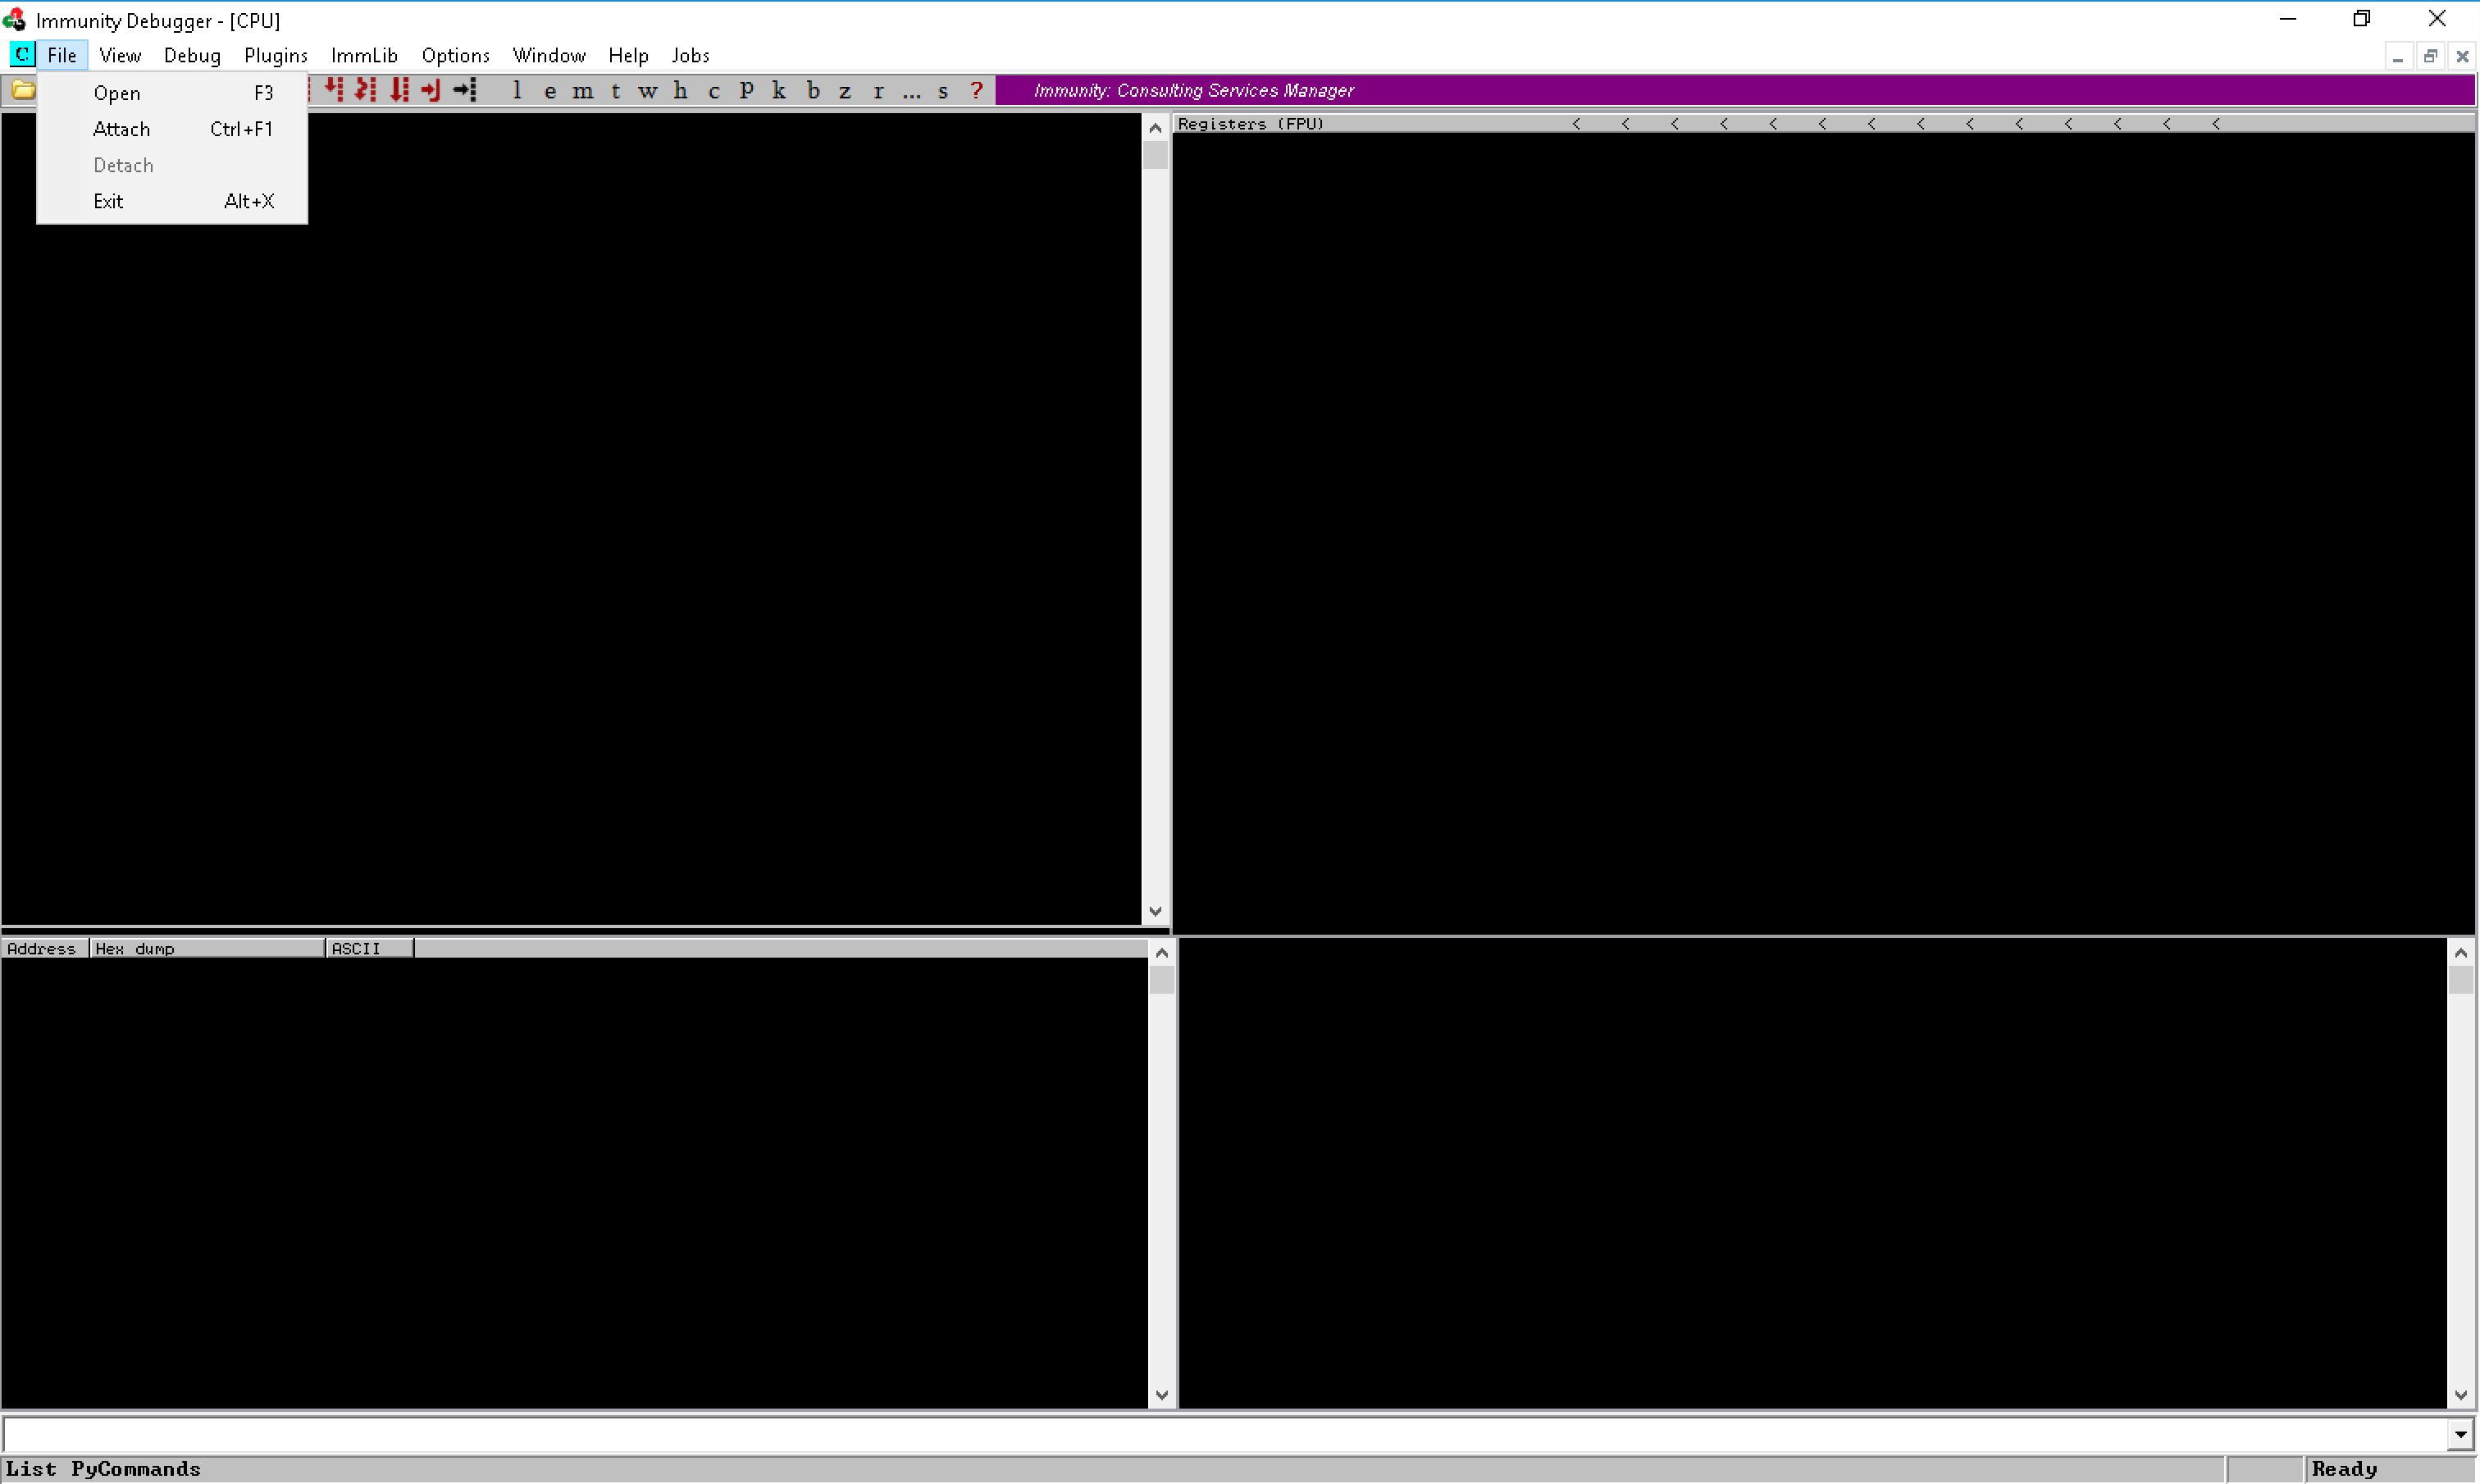 Immunity Debugger - [CPU]
C File View Debug Plugins ImmLib Options Window Help Jobs
l e m t w h c P k b z r ... s ? Immunity: Consulting Services Manager
Open F3
Attach Ctrl+F1
Detach
Exit Alt+X
Registers (FPU) < < < < < < < < < < < < < <
Address Hex dump ASCII
List PyCommands Ready